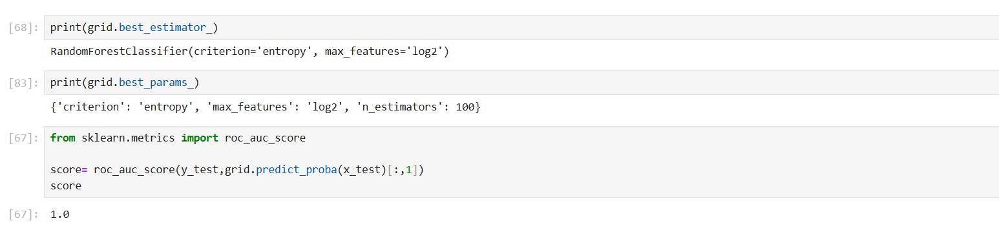 [68]: print(grid.best_estimator_)
RandomForestClassifier(criterion='entropy', max_features='log2')
[83]: print(grid.best_params_)
{'criterion': 'entropy', 'max_features': 'log2', 'n_estimators': 100}
[67]: from sklearn.metrics import roc_auc_score
score= roc_auc_score(y_test,grid.predict_proba(x_test)[:,1])
score
[67]: 1.0